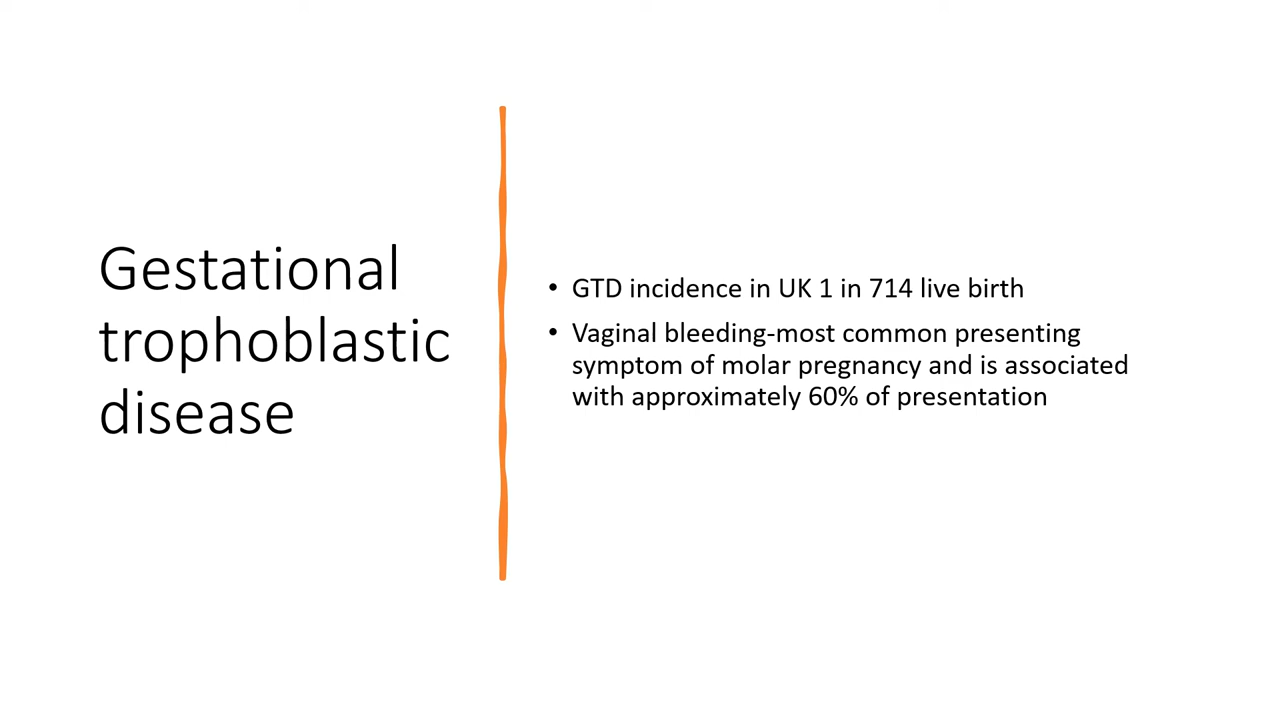 Gestational
trophoblastic
disease
• GTD incidence in UK 1 in 714 live birth
• Vaginal bleeding-most common presenting
symptom of molar pregnancy and is associated
with approximately 60% of presentation